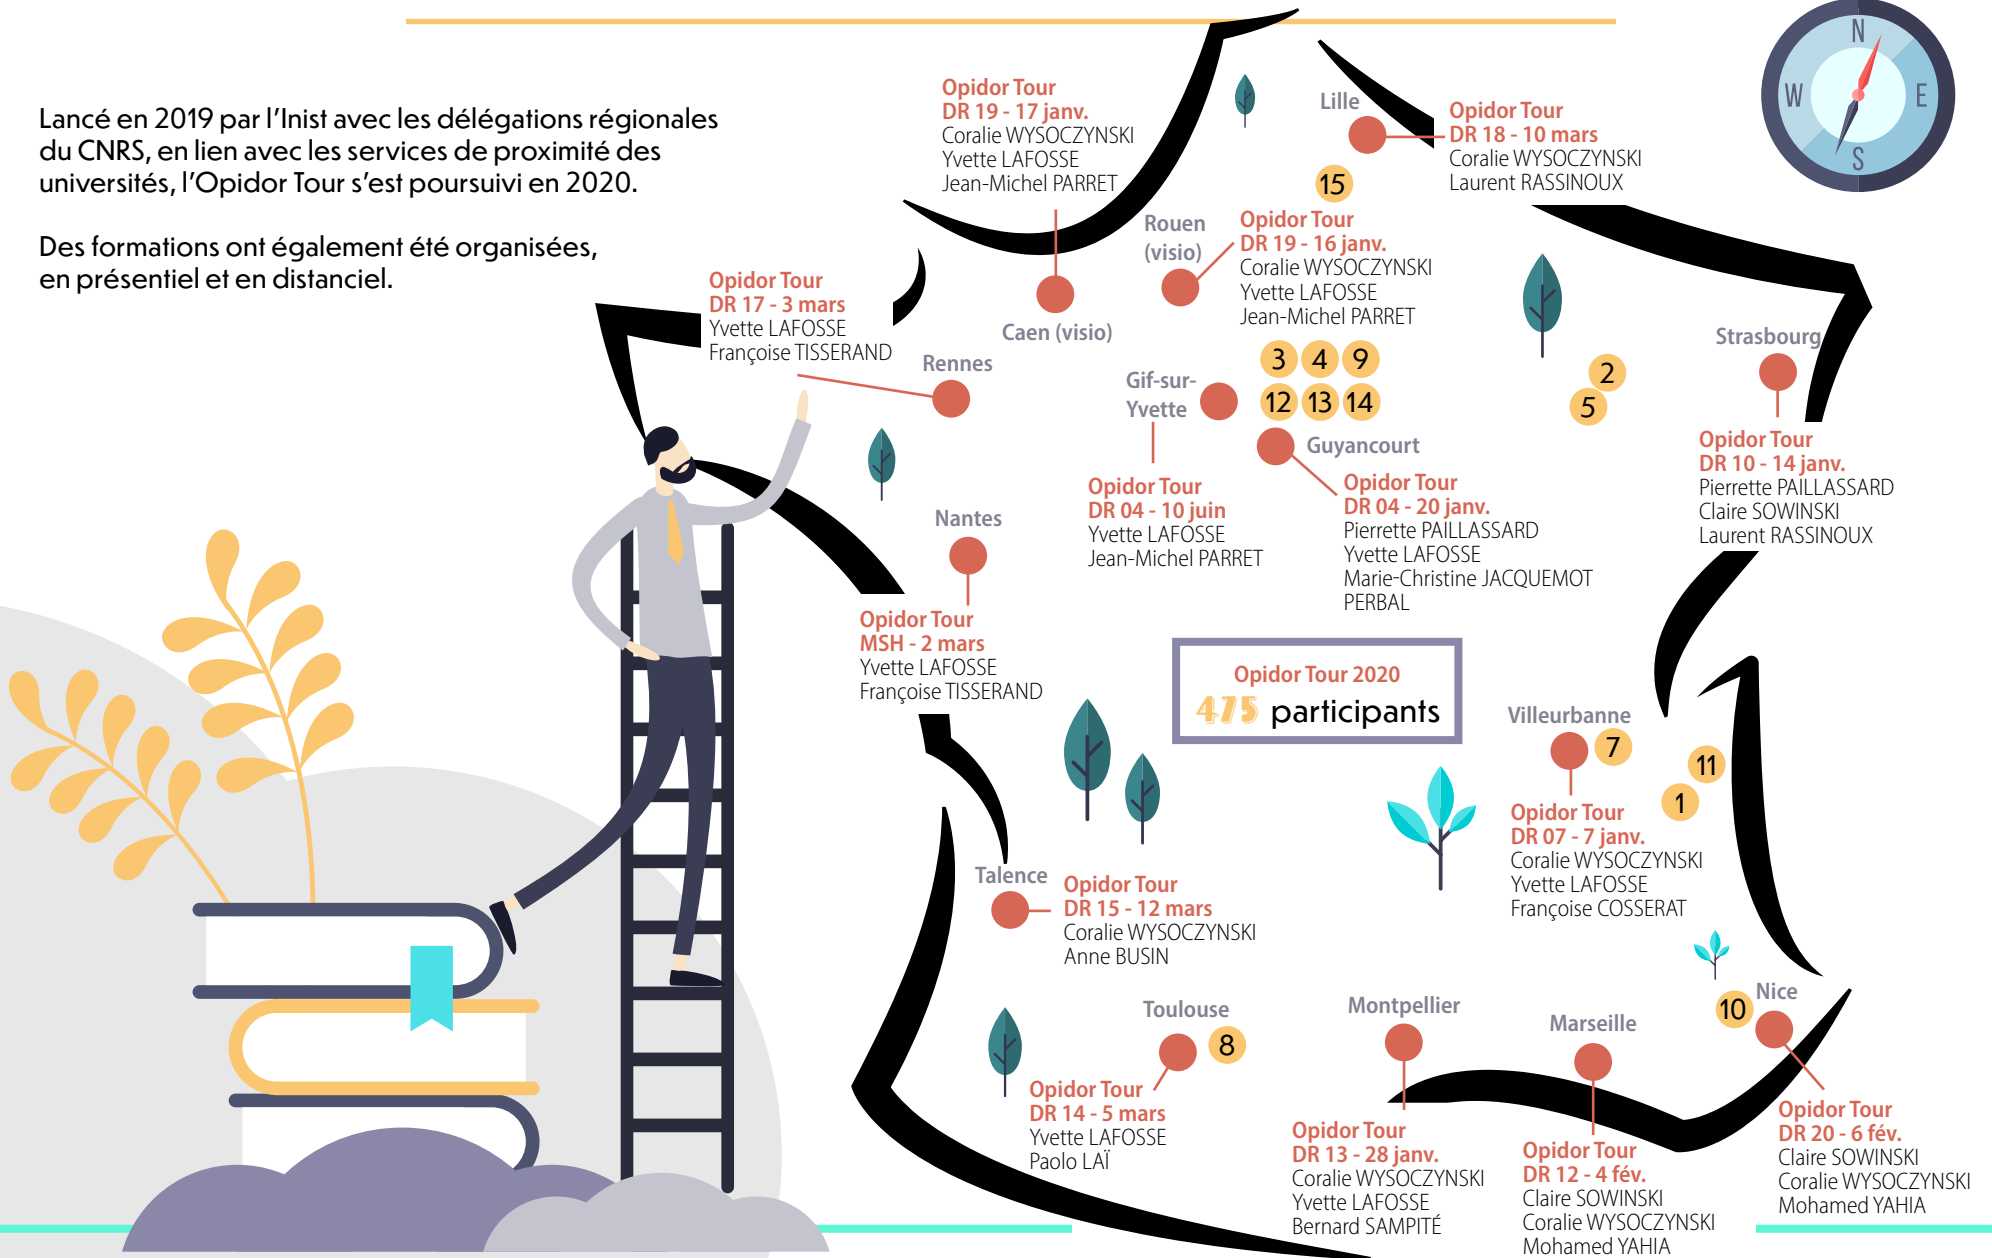 Lancé en 2019 par l'Inist avec les délégations régionales
du CNRS, en lien avec les services de proximité des
universités, l'Opidor Tour s'est poursuivi en 2020.
Des formations ont également été organisées,
en présentiel et en distanciel.
Opidor Tour
DR 19 - 17 janv.
Coralie WYSOCZYNSKI
Yvette LAFOSSE
Jean-Michel PARRET
Caen (visio)
Lille
15
Opidor Tour
DR 18 - 10 mars
Coralie WYSOCZYNSKI
Laurent RASSINOUX
N
W
E
S
Rouen
(visio)
Opidor Tour
DR 19 - 16 janv.
Coralie WYSOCZYNSKI
Yvette LAFOSSE
Jean-Michel PARRET
Opidor Tour
DR 17 - 3 mars
Yvette LAFOSSE
Françoise TISSERAND
Rennes
3 4 9
12 13 14
Gif-sur-
Yvette
Opidor Tour
DR 04 - 10 juin
Yvette LAFOSSE
Jean-Michel PARRET
Guyancourt
Opidor Tour
DR 04 - 20 janv.
Pierrette PAILLASSARD
Yvette LAFOSSE
Marie-Christine JACQUEMOT
PERBAL
2
5
Strasbourg
Opidor Tour
DR 10 - 14 janv.
Pierrette PAILLASSARD
Claire SOWINSKI
Laurent RASSINOUX
Nantes
Opidor Tour
MSH - 2 mars
Yvette LAFOSSE
Françoise TISSERAND
Opidor Tour 2020
475 participants
Villeurbanne
7
11
1
Opidor Tour
DR 07 - 7 janv.
Coralie WYSOCZYNSKI
Yvette LAFOSSE
Françoise COSSERAT
Talence
Opidor Tour
DR 15 - 12 mars
Coralie WYSOCZYNSKI
Anne BUSIN
Toulouse
8
Opidor Tour
DR 14 - 5 mars
Yvette LAFOSSE
Paolo LAÏ
Montpellier
Opidor Tour
DR 13 - 28 janv.
Coralie WYSOCZYNSKI
Yvette LAFOSSE
Bernard SAMPITÉ
Marseille
Opidor Tour
DR 12 - 4 fév.
Claire SOWINSKI
Coralie WYSOCZYNSKI
Mohamed YAHIA
10
Nice
Opidor Tour
DR 20 - 6 fév.
Claire SOWINSKI
Coralie WYSOCZYNSKI
Mohamed YAHIA